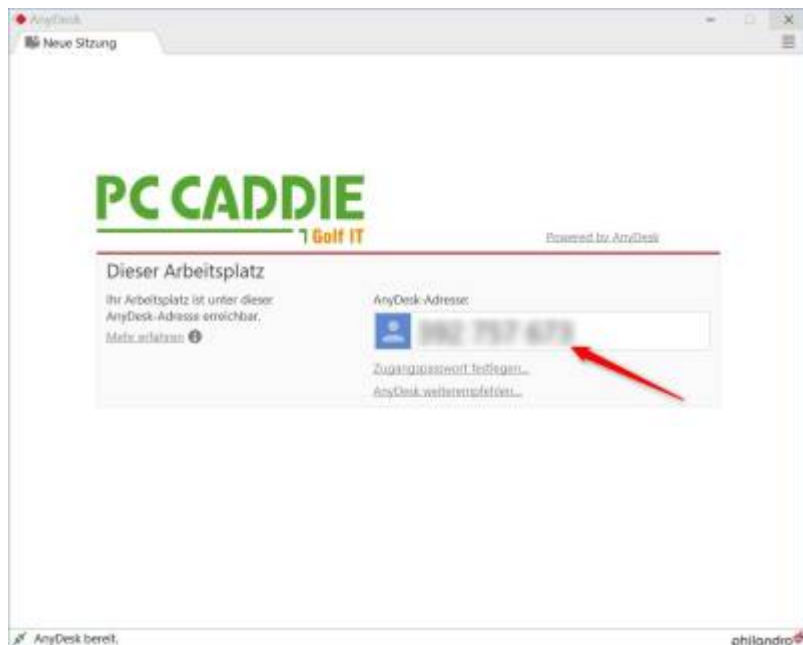 AnyDesk
Neue Sitzung
PC CADDIE
Golf IT
Powered by AnyDesk
Dieser Arbeitsplatz
Ihr Arbeitsplatz ist unter dieser
AnyDesk-Adresse erreichbar.
Mehr erfahren
AnyDesk-Adresse:
Zugangspasswort festlegen...
AnyDesk weiterempfehlen...
AnyDesk bereit.
philandro